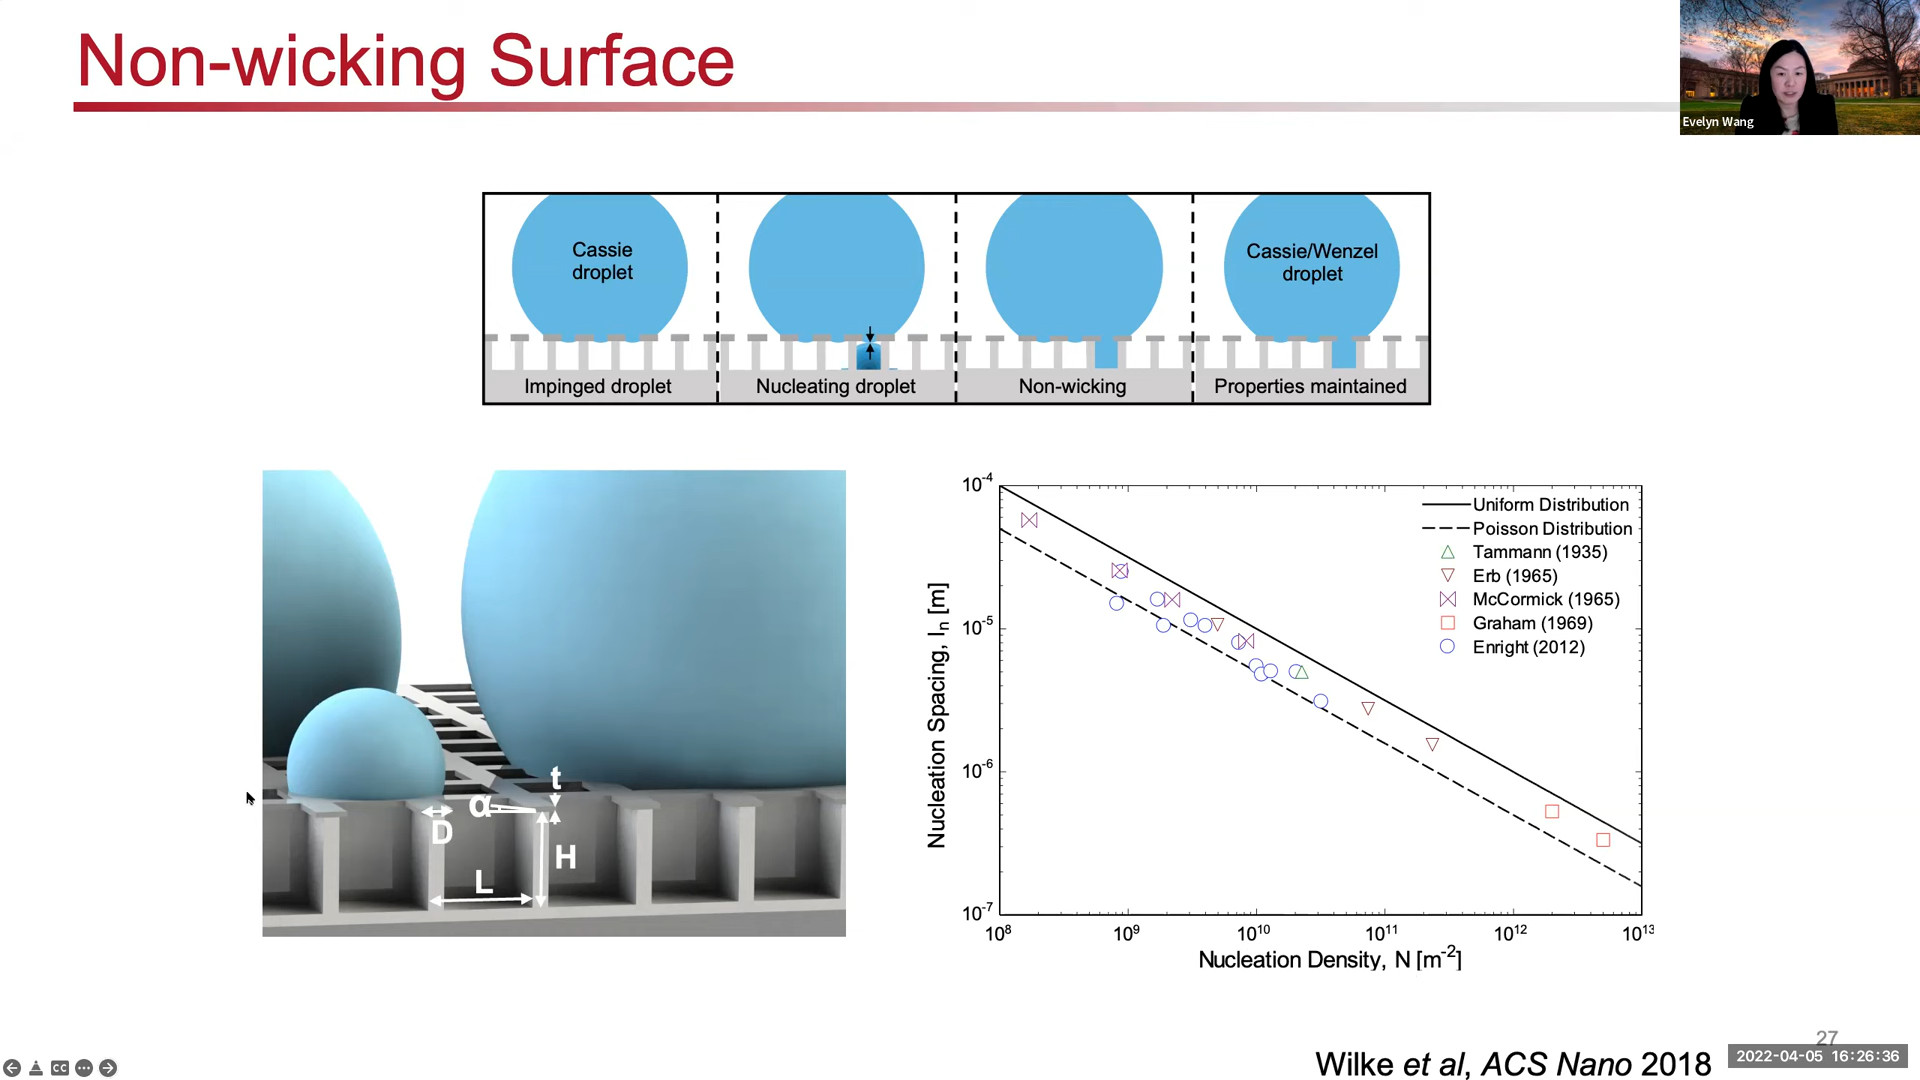 Non-wicking Surface
Evelyn Wang
Cassie
droplet
Cassie/Wenzel
droplet
Impinged droplet
Nucleating droplet
Non-wicking
Properties maintained
t
α
D
H
L
Nucleation Spacing, lₙ [m]
10⁻⁴
10⁻⁵
10⁻⁶
10⁻⁷
Uniform Distribution
Poisson Distribution
Tammann (1935)
Erb (1965)
McCormick (1965)
Graham (1969)
Enright (2012)
10⁸ 10⁹ 10¹⁰ 10¹¹ 10¹² 10¹³
Nucleation Density, N [m⁻²]
27
Wilke et al, ACS Nano 2018
2022-04-05 16:26:36
CC